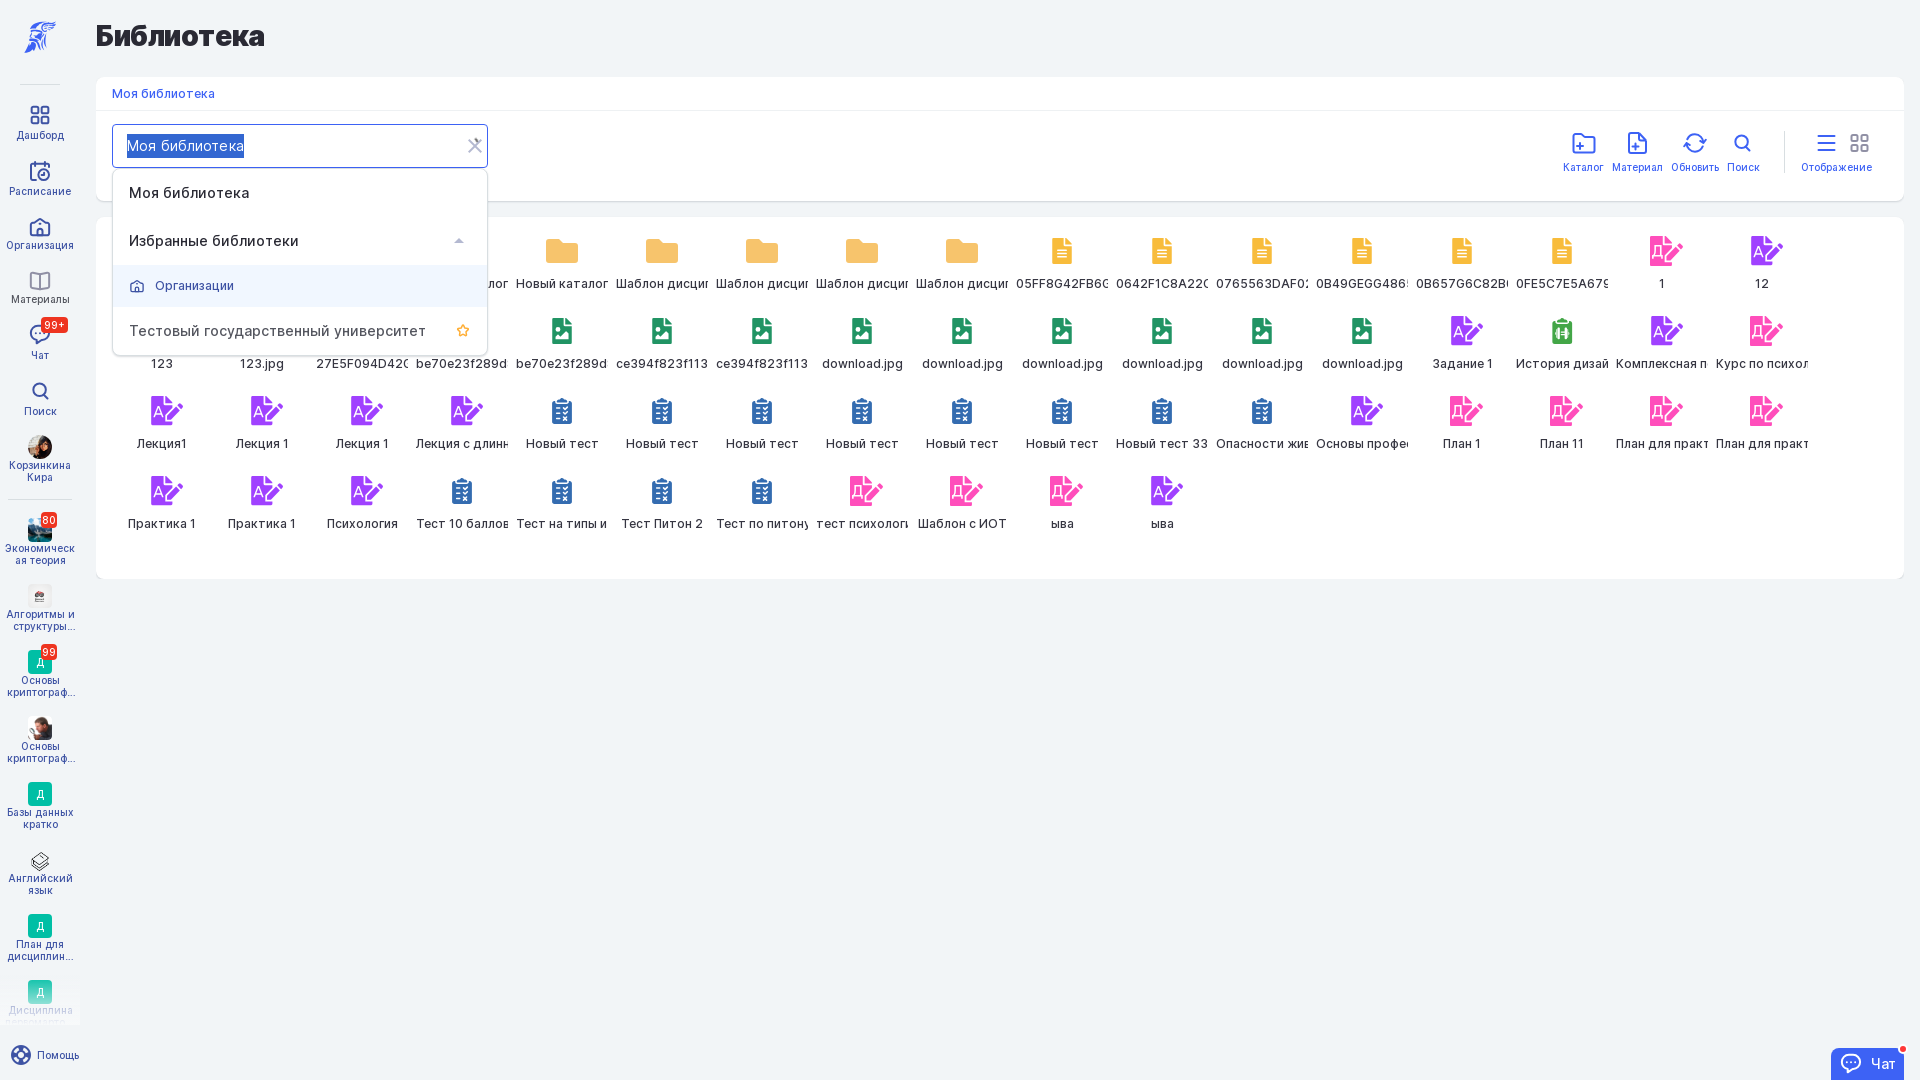 Библиотека
Моя библиотека
Моя библиотека
Каталог
Материал
Обновить
Поиск
Отображение
Моя библиотека
Избранные библиотеки
Организации
Тестовый государственный университет
Дашборд
Расписание
Организация
Материалы
99+
Чат
Поиск
Корзинкина
Кира
80
Экономическ
ая теория
Алгоритмы и
структуры...
99
Д
Основы
криптограф...
Основы
криптограф...
Д
Базы данных
кратко
Английский
язык
Д
План для
дисциплин...
Д
Дисциплина
Помощь
лог Новый каталог Шаблон дисцип Шаблон дисцип Шаблон дисцип Шаблон дисцип 05FF8G42FB6G 0642F1C8A22C 0765563DAF02 0B49GEGG486 0B657G6C82B 0FE5C7E5A679 1 12
123 123.jpg 27E5F094D42C be70e23f289d be70e23f289d ce394f823f113 ce394f823f113 download.jpg download.jpg download.jpg download.jpg download.jpg download.jpg Задание 1 История дизай Комплексная п Курс по психол
Лекция1 Лекция 1 Лекция 1 Лекция с длинн Новый тест Новый тест Новый тест Новый тест Новый тест Новый тест Новый тест 33 Опасности жив Основы профес План 1 План 11 План для практ План для практ
Практика 1 Практика 1 Психология Тест 10 баллов Тест на типы и Тест Питон 2 Тест по питону тест психологи Шаблон с ИОТ ыва ыва
Чат